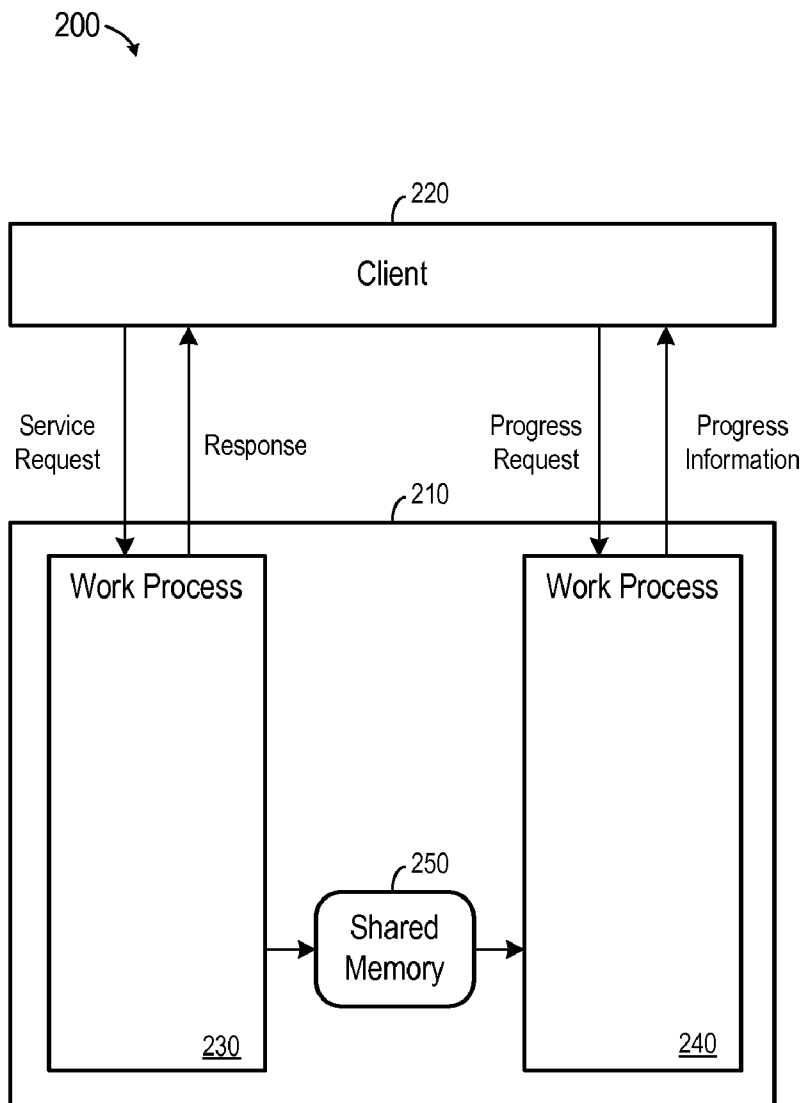 200
220
Client
Service
Request
Response
Progress
Request
Progress
Information
210
Work Process
Work Process
250
Shared
Memory
230
240